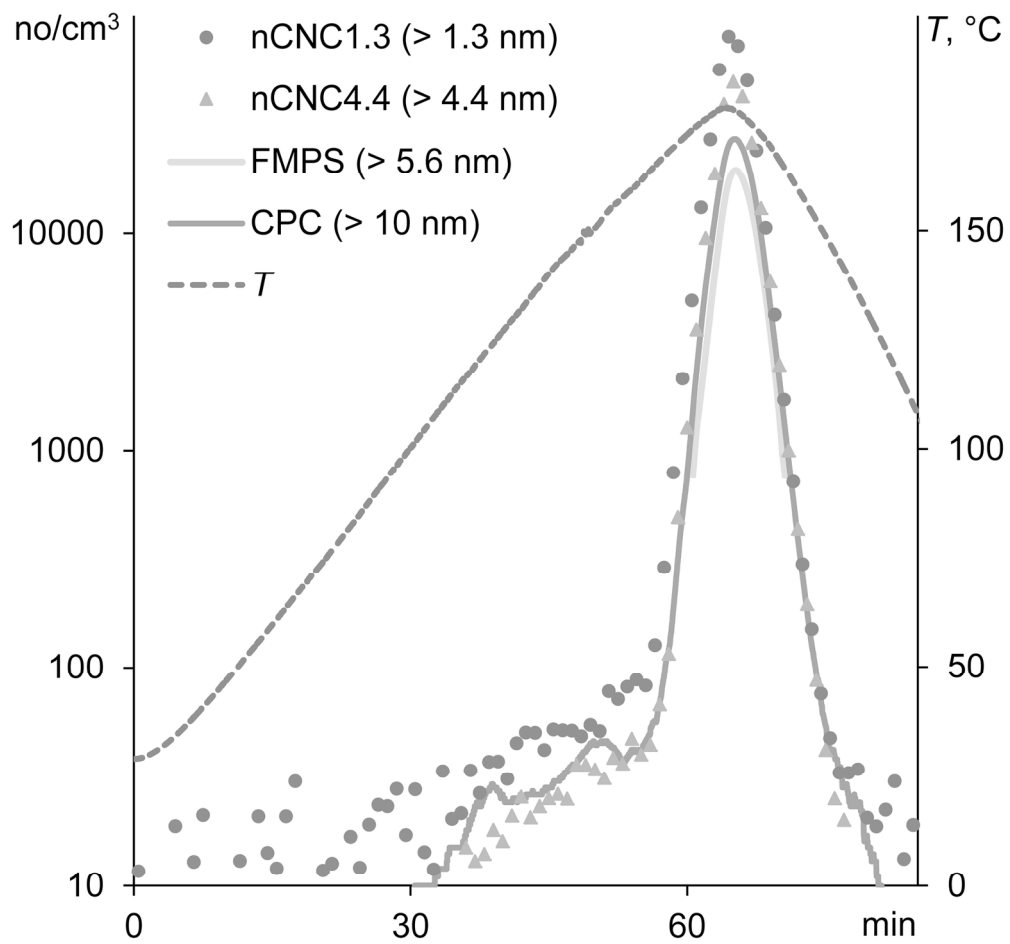 no/cm³
T, °C
nCNC1.3 (> 1.3 nm)
nCNC4.4 (> 4.4 nm)
FMPS (> 5.6 nm)
CPC (> 10 nm)
T
10000
1000
100
10
150
100
50
0
0
30
60
min